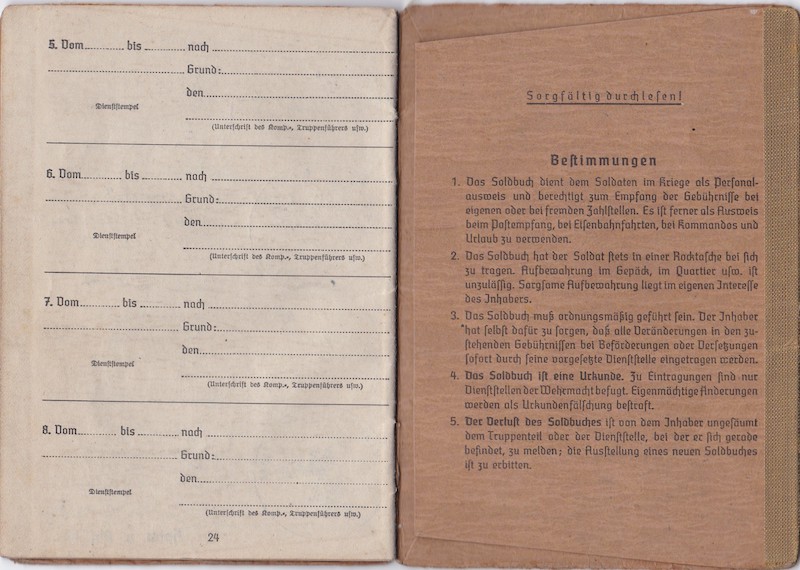 5. Vom............ bis ............ nach ............
............ Grund: ............
den............
Dienststempel
(Unterschrift des Komp.-, Truppenführers usw.)
6. Vom............ bis ............ nach ............
............ Grund: ............
den............
Dienststempel
(Unterschrift des Komp.-, Truppenführers usw.)
7. Vom............ bis ............ nach ............
............ Grund: ............
den............
Dienststempel
(Unterschrift des Komp.-, Truppenführers usw.)
8. Vom............ bis ............ nach ............
............ Grund: ............
den............
Dienststempel
(Unterschrift des Komp.-, Truppenführers usw.)
24
Sorgfältig durchlesen!
Bestimmungen
1. Das Soldbuch dient dem Soldaten im Kriege als Personal-
ausweis und berechtigt zum Empfang der Gebührnisse bei
eigenen oder bei fremden Zahlstellen. Es ist ferner als Ausweis
beim Postempfang, bei Eisenbahnfahrten, bei Kommandos und
Urlaub zu verwenden.
2. Das Soldbuch hat der Soldat stets in einer Rocktasche bei sich
zu tragen. Aufbewahrung im Gepäck, im Quartier usw. ist
unzulässig. Sorgsame Aufbewahrung liegt im eigenen Interesse
des Inhabers.
3. Das Soldbuch muß ordnungsmäßig geführt sein. Der Inhaber
hat selbst dafür zu sorgen, daß alle Veränderungen in den zu-
stehenden Gebührnissen bei Beförderungen oder Versetzungen
sofort durch seine vorgesetzte Dienststelle eingetragen werden.
4. Das Soldbuch ist eine Urkunde. Zu Eintragungen sind nur
Dienststellen der Wehrmacht befugt. Eigenmächtige Änderungen
werden als Urkundenfälschung bestraft.
5. Der Verlust des Soldbuches ist von dem Inhaber ungesäumt
dem Truppenteil oder der Dienststelle, bei der er sich gerade
befindet, zu melden; die Ausstellung eines neuen Soldbuches
ist zu erbitten.